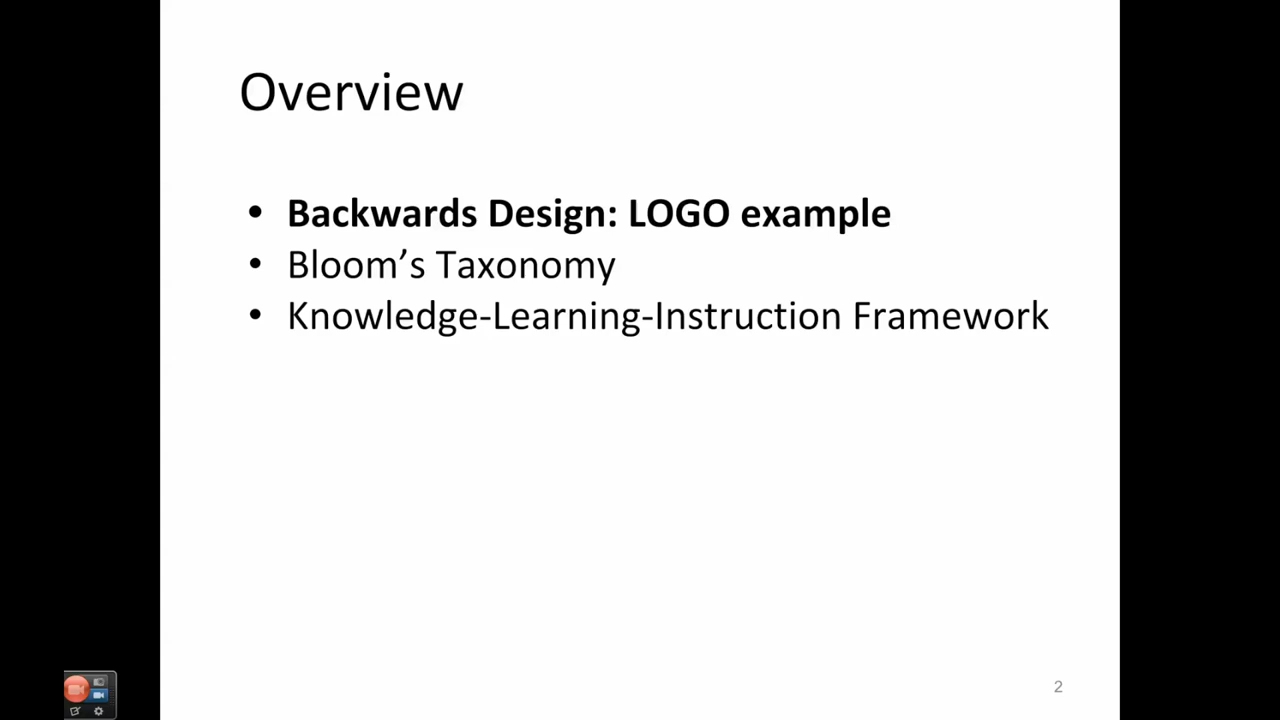 Overview
• Backwards Design: LOGO example
• Bloom’s Taxonomy
• Knowledge-Learning-Instruction Framework
2